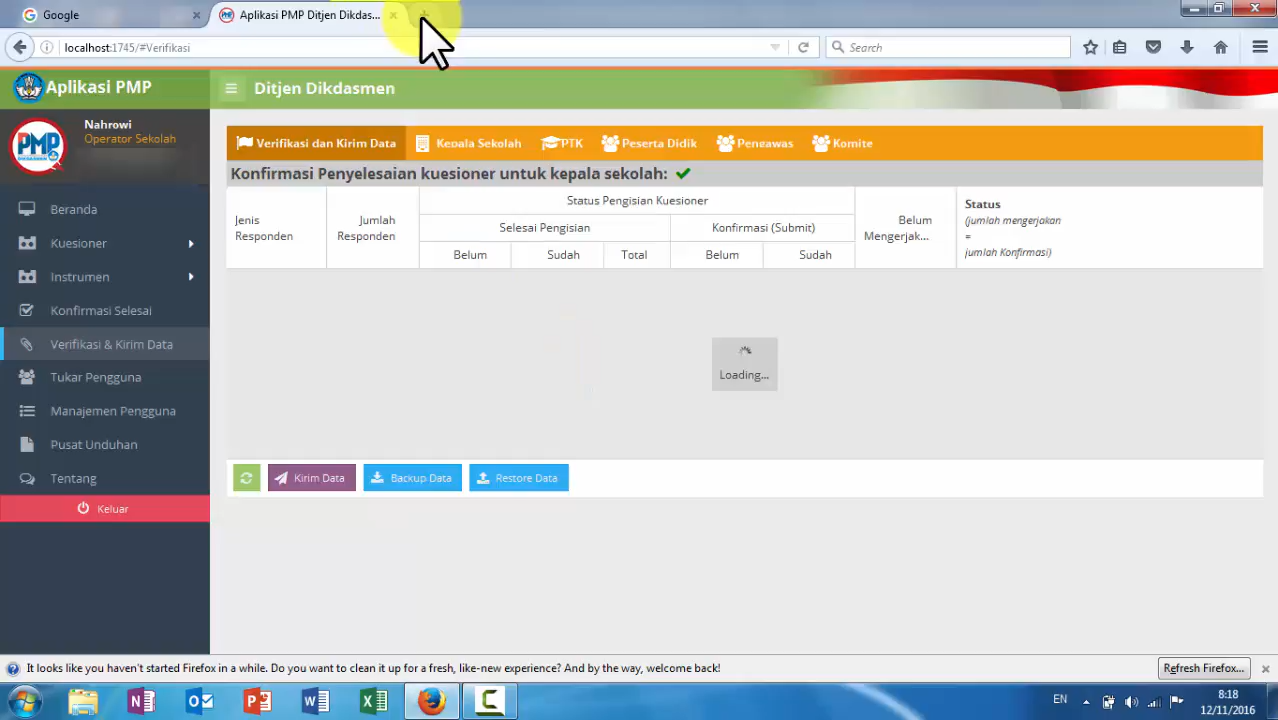 Google
Aplikasi PMP Ditjen Dikdas...
localhost:1745/#Verifikasi
Search
Aplikasi PMP
Ditjen Dikdasmen
Nahrowi
Operator Sekolah
Beranda
Kuesioner
Instrumen
Konfirmasi Selesai
Verifikasi & Kirim Data
Tukar Pengguna
Manajemen Pengguna
Pusat Unduhan
Tentang
Keluar
Verifikasi dan Kirim Data
Kepala Sekolah
PTK
Peserta Didik
Pengawas
Komite
Konfirmasi Penyelesaian kuesioner untuk kepala sekolah:
Jenis
Responden
Jumlah
Responden
Status Pengisian Kuesioner
Selesai Pengisian
Konfirmasi (Submit)
Belum
Sudah
Total
Belum
Sudah
Belum
Mengerjak...
Status
(jumlah mengerjakan
=
jumlah Konfirmasi)
Loading...
Kirim Data
Backup Data
Restore Data
It looks like you haven't started Firefox in a while. Do you want to clean it up for a fresh, like-new experience? And by the way, welcome back!
Refresh Firefox...
EN
8:18
12/11/2016